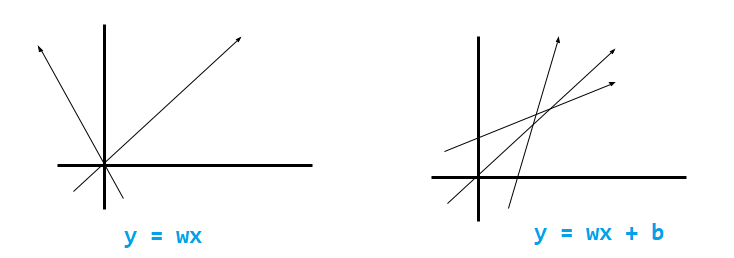 y = wx
y = wx + b